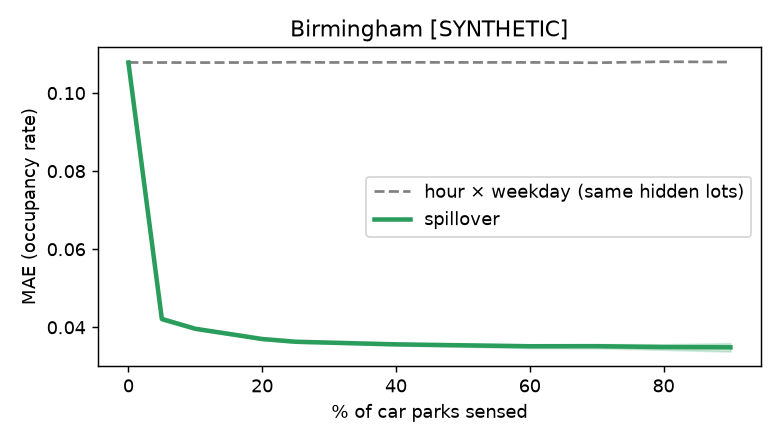 Birmingham [SYNTHETIC]
MAE (occupancy rate)
0.10
0.08
0.06
0.04
hour × weekday (same hidden lots)
spillover
0 20 40 60 80
% of car parks sensed